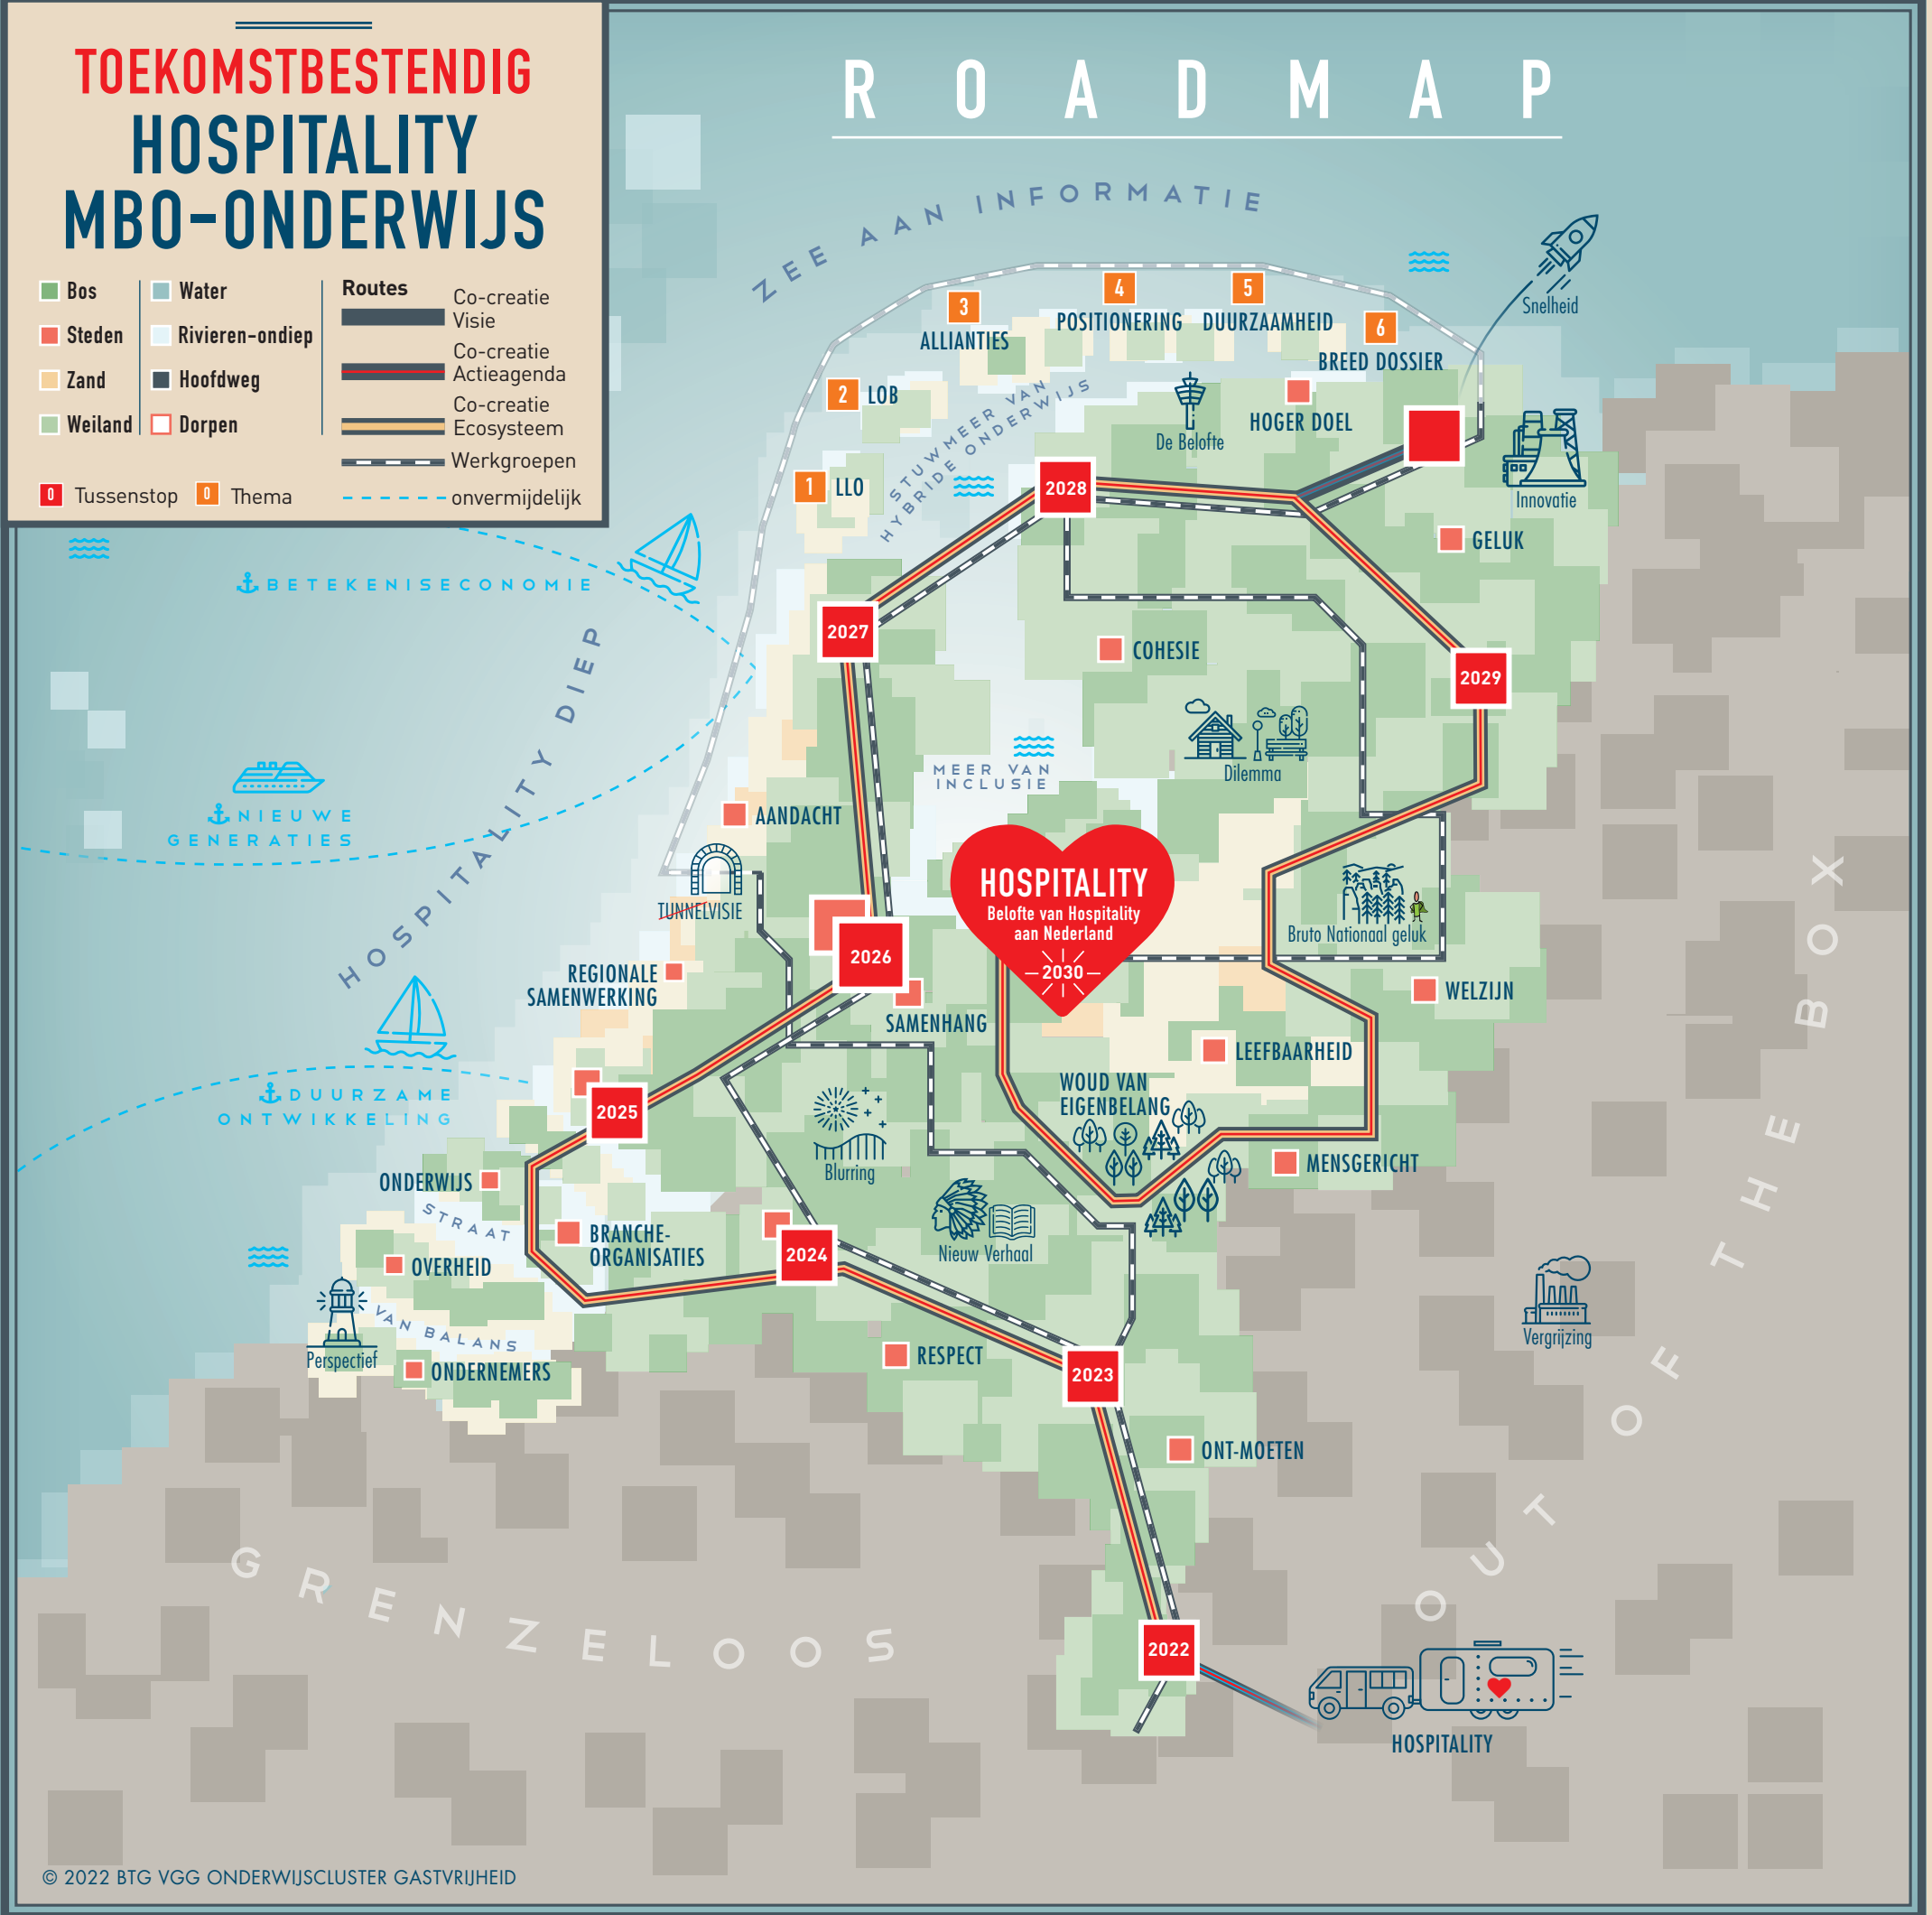 TOEKOMSTBESTENDIG
HOSPITALITY
MBO-ONDERWIJS
Bos
Steden
Zand
Weiland
Water
Rivieren-ondiep
Hoofdweg
Dorpen
Routes
Co-creatie
Visie
Co-creatie
Actieagenda
Co-creatie
Ecosysteem
Werkgroepen
onvermijdelijk
0 Tussenstop
0 Thema
ROADMAP
ZEE AAN INFORMATIE
Snelheid
3
ALLIANTIES
4
POSITIONERING
5
DUURZAAMHEID
6
BREED DOSSIER
2 LOB
1 LLO
STUWMEER VAN
HYBRIDE ONDERWIJS
De Belofte
HOGER DOEL
Innovatie
GELUK
2028
BETEKENISECONOMIE
2027
COHESIE
2029
HOSPITALITY DIEP
Dilemma
MEER VAN
INCLUSIE
NIEUWE
GENERATIES
AANDACHT
TUNNELVISIE
HOSPITALITY
Belofte van Hospitality
aan Nederland
2030
Bruto Nationaal geluk
2026
REGIONALE
SAMENWERKING
SAMENHANG
WELZIJN
LEEFBAARHEID
WOUD VAN
EIGENBELANG
DUURZAME
ONTWIKKELING
2025
Blurring
MENSGERICHT
ONDERWIJS
STRAAT
VAN BALANS
BRANCHE-
ORGANISATIES
2024
Nieuw Verhaal
OVERHEID
Perspectief
ONDERNEMERS
RESPECT
2023
Vergrijzing
ONT-MOETEN
OUT OF THE BOX
GRENZELOOS
2022
HOSPITALITY
© 2022 BTG VGG ONDERWIJSCLUSTER GASTVRIJHEID